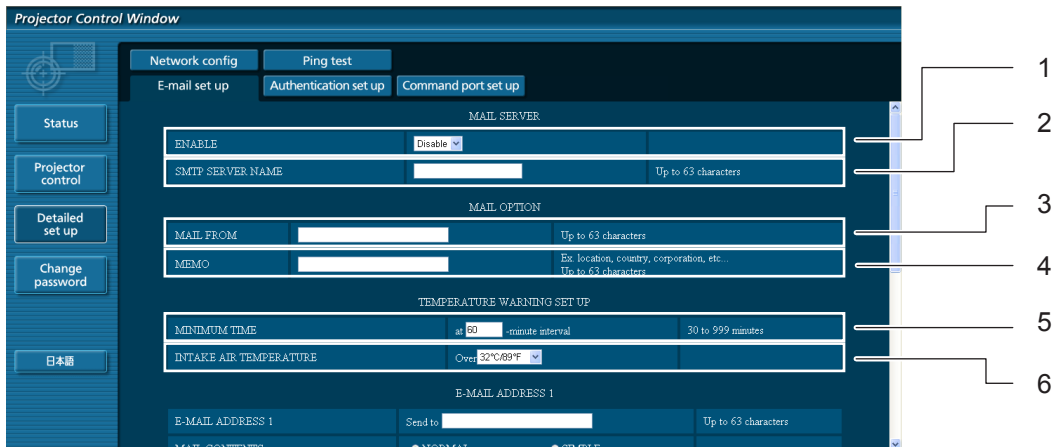 Projector Control Window
Network config
Ping test
E-mail set up
Authentication set up
Command port set up
Status
Projector
control
Detailed
set up
Change
password
日本語
MAIL SERVER
ENABLE
Disable
SMTP SERVER NAME
Up to 63 characters
MAIL OPTION
MAIL FROM
Up to 63 characters
MEMO
Ex. location, country, corporation, etc...
Up to 63 characters
TEMPERATURE WARNING SET UP
MINIMUM TIME
at 60 -minute interval
30 to 999 minutes
INTAKE AIR TEMPERATURE
Over 32°C/89°F
E-MAIL ADDRESS 1
E-MAIL ADDRESS 1
Send to
Up to 63 characters
MAIL CONTENTS
NORMAL
SIMPLE
1
2
3
4
5
6